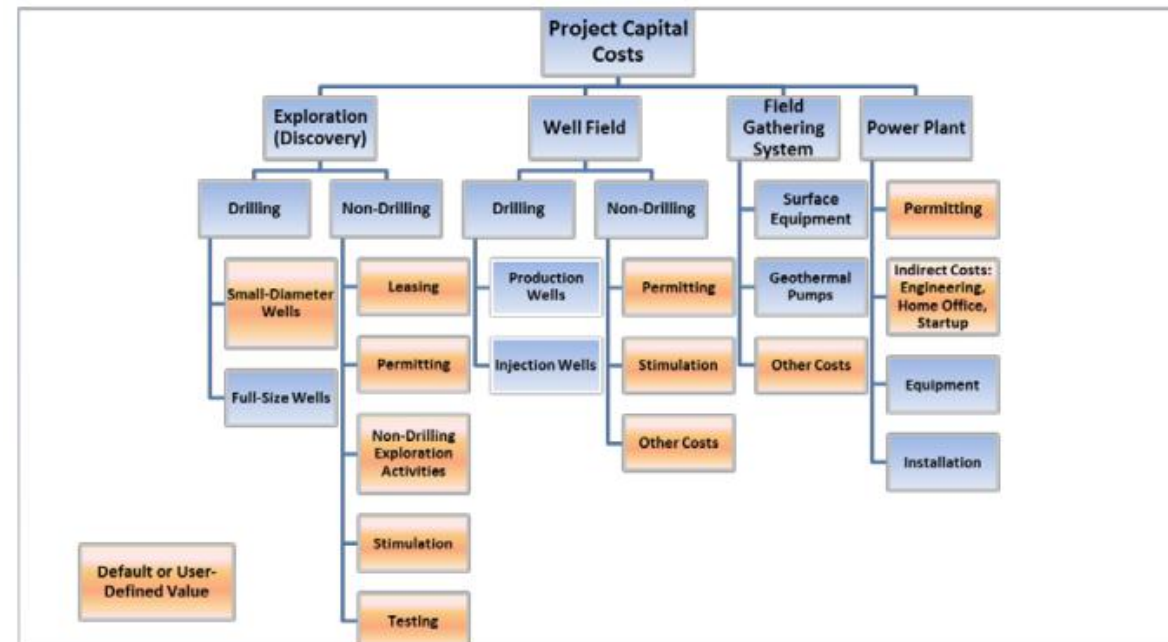 Project Capital
Costs
Exploration
(Discovery)
Well Field
Field
Gathering
System
Power Plant
Drilling
Non-Drilling
Drilling
Non-Drilling
Surface
Equipment
Permitting
Small-Diameter
Wells
Leasing
Production
Wells
Permitting
Geothermal
Pumps
Indirect Costs:
Engineering,
Home Office,
Startup
Full-Size Wells
Permitting
Injection Wells
Stimulation
Other Costs
Equipment
Non-Drilling
Exploration
Activities
Other Costs
Installation
Stimulation
Default or User-
Defined Value
Testing